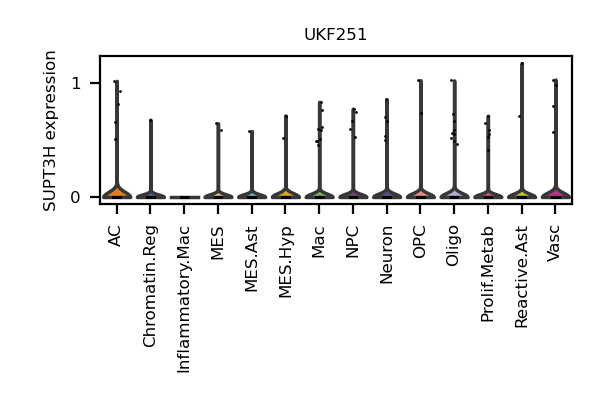 UKF251
SUPT3H expression
1
0
AC
Chromatin.Reg
Inflammatory.Mac
MES
MES.Ast
MES.Hyp
Mac
NPC
Neuron
OPC
Oligo
Prolif.Metab
Reactive.Ast
Vasc